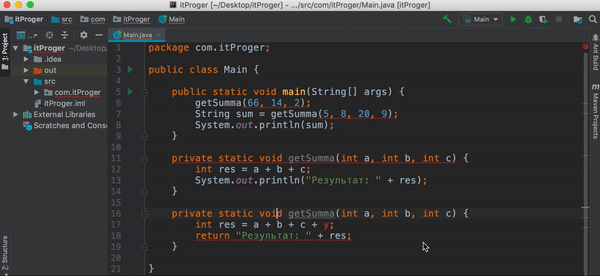 itProger [~/Desktop/itProger] - .../src/com/itProger/Main.java [itProger]
itProger src com itProger Main
Main
Project
Main.java
itProger ~/Desktop/
.idea
out
src
com.itProger
itProger.iml
External Libraries
Scratches and Conso
1 package com.itProger;
2
3 public class Main {
4
5 public static void main(String[] args) {
6 getSumma(66, 14, 2);
7 String sum = getSumma(5, 8, 20, 9);
8 System.out.println(sum);
9 }
10
11 private static void getSumma(int a, int b, int c) {
12 int res = a + b + c;
13 System.out.println("Результат: " + res);
14 }
15
16 private static void getSumma(int a, int b, int c) {
17 int res = a + b + c + y;
18 return "Результат: " + res;
19 }
20
21 }
1: Project
7: Structure
Ant Build
Maven Projects